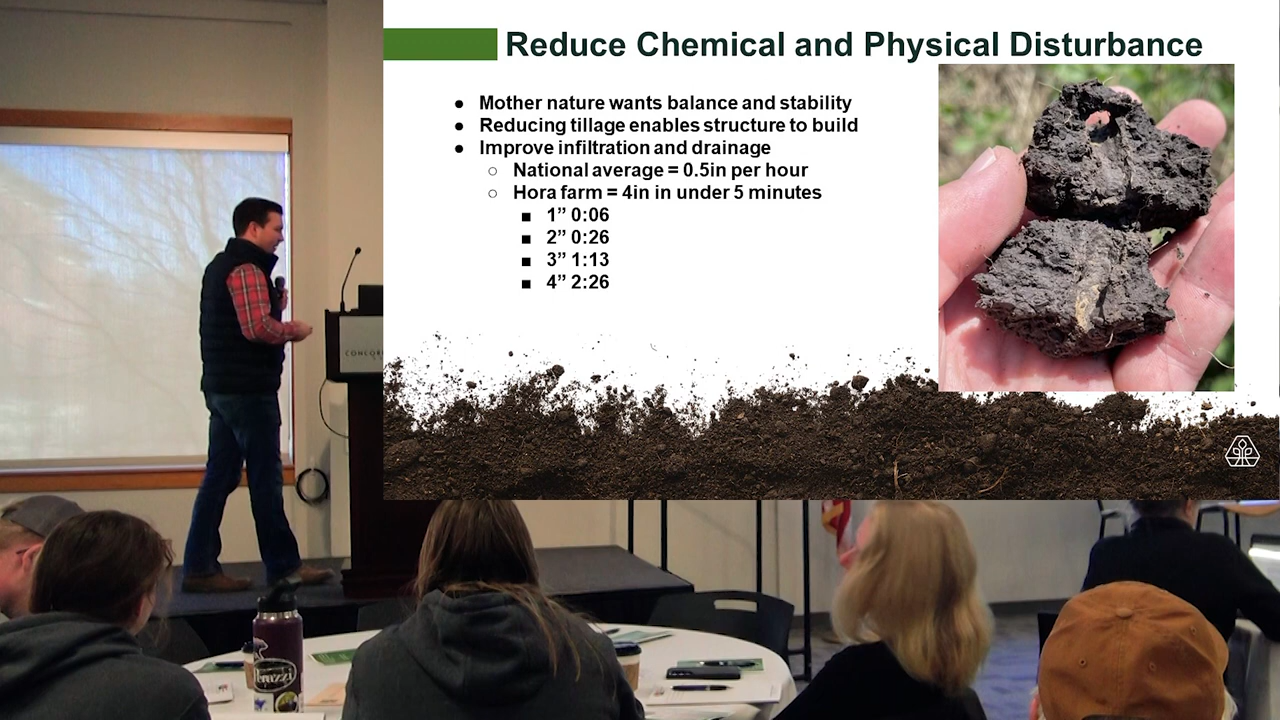 Reduce Chemical and Physical Disturbance
● Mother nature wants balance and stability
● Reducing tillage enables structure to build
● Improve infiltration and drainage
○ National average = 0.5in per hour
○ Hora farm = 4in in under 5 minutes
■ 1” 0:06
■ 2” 0:26
■ 3” 1:13
■ 4” 2:26